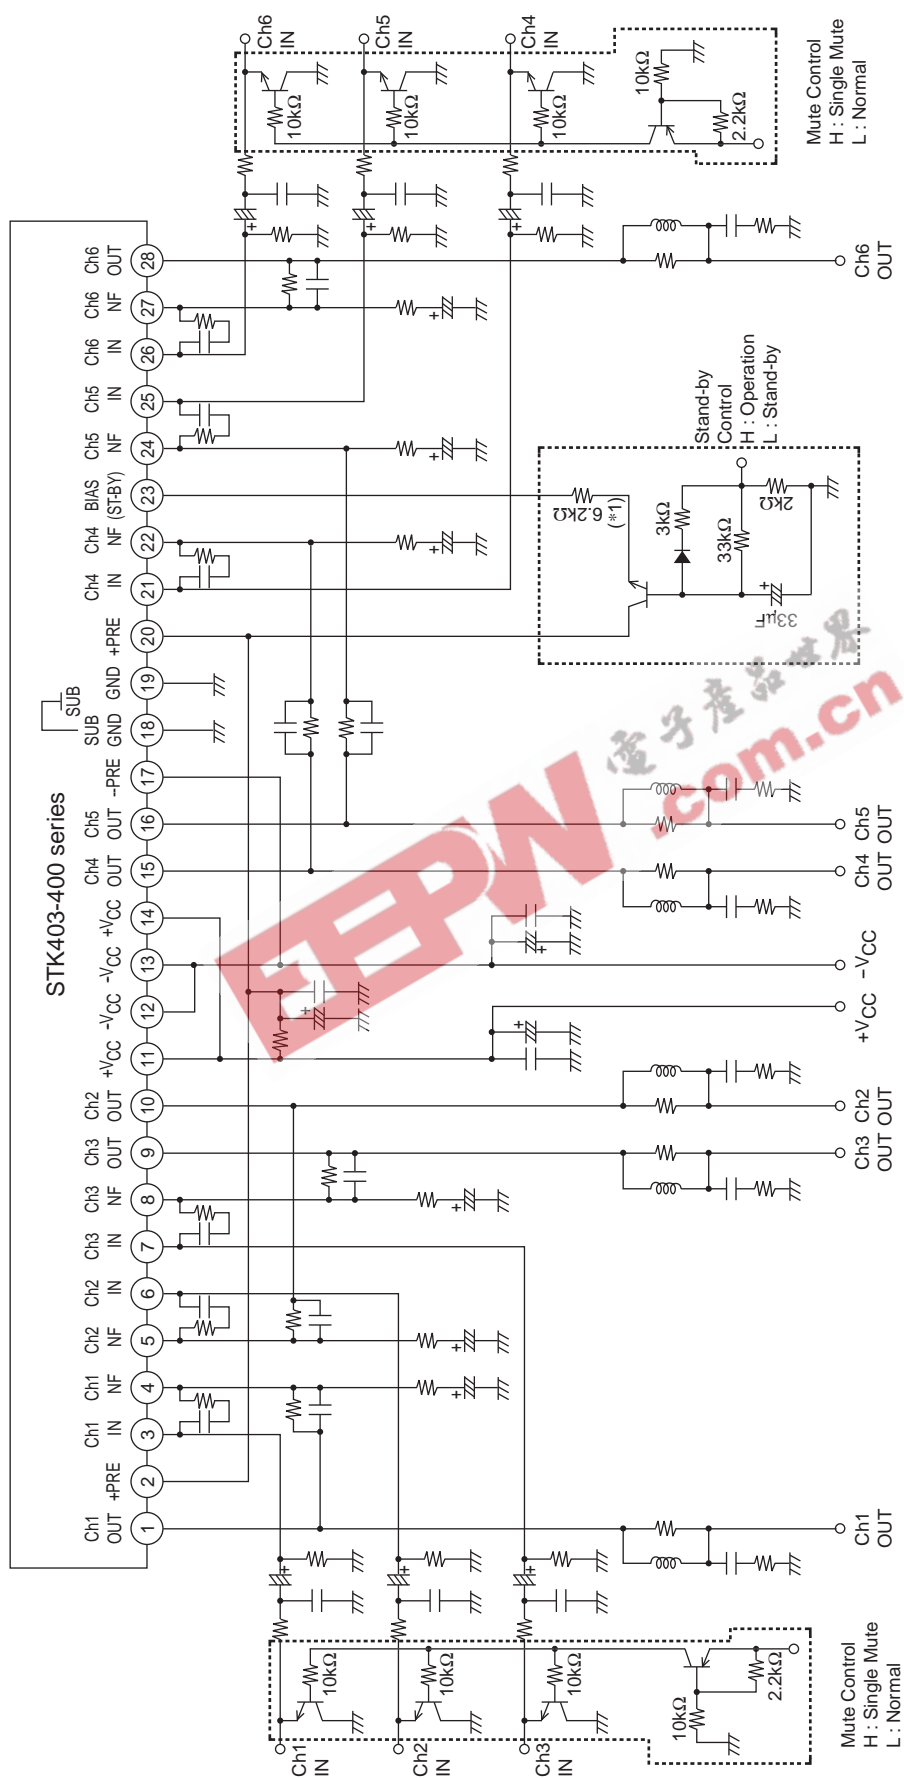 STK403-400 series
SUB
Ch1 OUT
1
+PRE
2
Ch1 IN
3
Ch1 NF
4
Ch2 NF
5
Ch2 IN
6
Ch3 IN
7
Ch3 NF
8
Ch3 OUT
9
Ch2 OUT
10
+VCC
11
-VCC
12
-VCC
13
+VCC
14
Ch4 OUT
15
Ch5 OUT
16
-PRE
17
SUB GND
18
GND
19
+PRE
20
Ch4 IN
21
Ch4 NF
22
BIAS (ST-BY)
23
Ch5 NF
24
Ch5 IN
25
Ch6 IN
26
Ch6 NF
27
Ch6 OUT
28
Ch6 IN
Ch5 IN
Ch4 IN
10kΩ
10kΩ
10kΩ
10kΩ
2.2kΩ
Mute Control
H : Single Mute
L : Normal
Ch6 OUT
Stand-by
Control
H : Operation
L : Stand-by
6.2kΩ
(*1)
3kΩ
33kΩ
2kΩ
33μF
電子產品世界
EEPW
.com.cn
Ch5 OUT
Ch4 OUT
-VCC
+VCC
Ch2 OUT
Ch3 OUT
Ch1 OUT
Ch1 IN
Ch2 IN
Ch3 IN
10kΩ
10kΩ
10kΩ
10kΩ
2.2kΩ
Mute Control
H : Single Mute
L : Normal